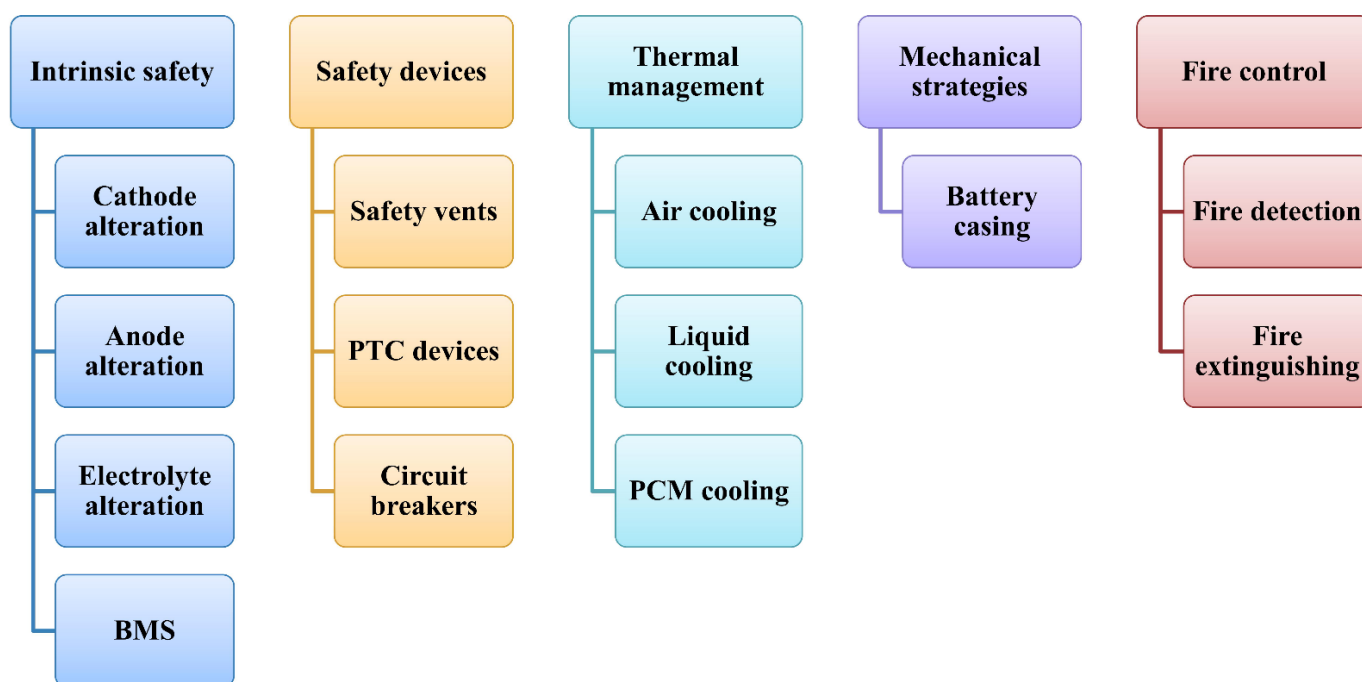 Intrinsic safety
Cathode
alteration
Anode
alteration
Electrolyte
alteration
BMS
Safety devices
Safety vents
PTC devices
Circuit
breakers
Thermal
management
Air cooling
Liquid
cooling
PCM cooling
Mechanical
strategies
Battery
casing
Fire control
Fire detection
Fire
extinguishing